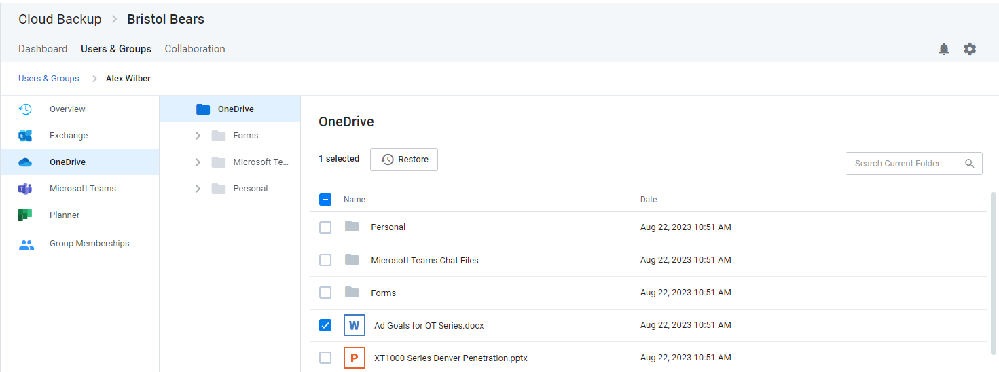 Cloud Backup > Bristol Bears
Dashboard Users & Groups Collaboration
Users & Groups > Alex Wilber
Overview
Exchange
OneDrive
Microsoft Teams
Planner
Group Memberships
OneDrive
Forms
Microsoft Te...
Personal
OneDrive
1 selected Restore
Search Current Folder
Name Date
Personal Aug 22, 2023 10:51 AM
Microsoft Teams Chat Files Aug 22, 2023 10:51 AM
Forms Aug 22, 2023 10:51 AM
W Ad Goals for QT Series.docx Aug 22, 2023 10:51 AM
P XT1000 Series Denver Penetration.pptx Aug 22, 2023 10:51 AM